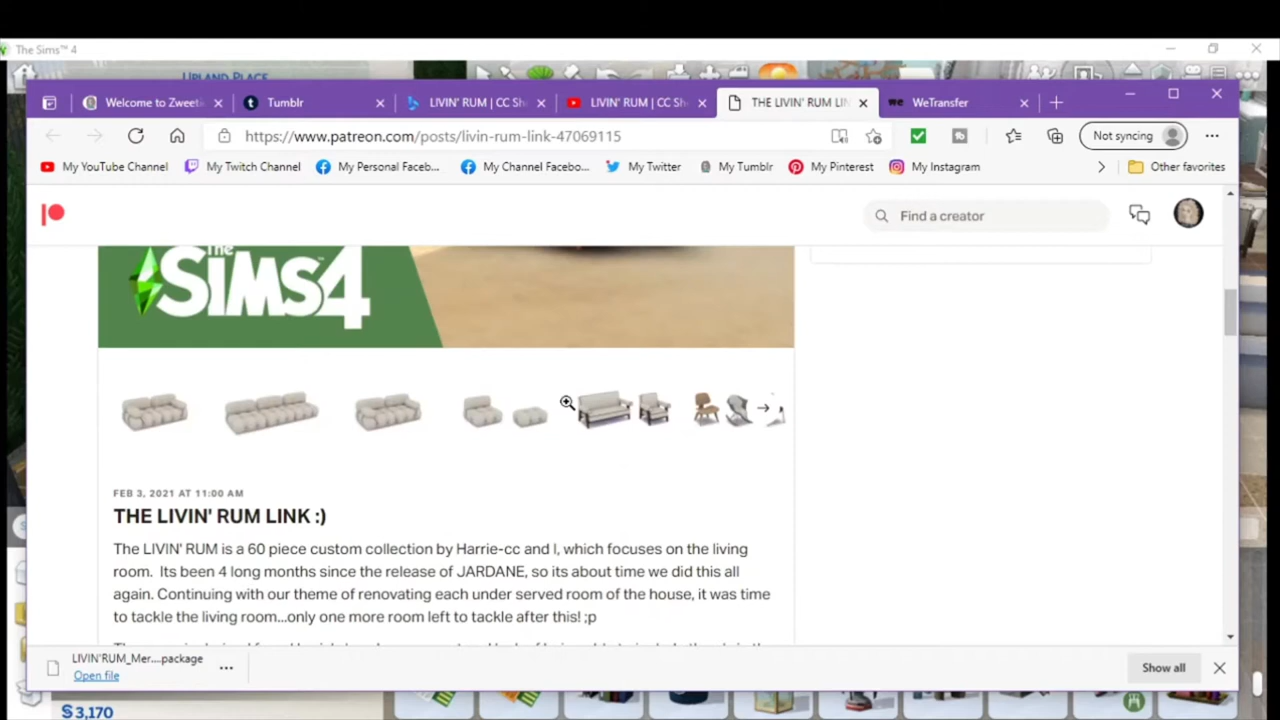 The Sims™ 4
UPLAND PLACE
Welcome to Zweeti
Tumblr
LIVIN' RUM | CC Sh
LIVIN' RUM | CC Sh
THE LIVIN' RUM LIN
WeTransfer
https://www.patreon.com/posts/livin-rum-link-47069115
Not syncing
My YouTube Channel
My Twitch Channel
My Personal Faceb...
My Channel Facebo...
My Twitter
My Tumblr
My Pinterest
My Instagram
Other favorites
Find a creator
The
SiMS4
FEB 3, 2021 AT 11:00 AM
THE LIVIN' RUM LINK :)
The LIVIN' RUM is a 60 piece custom collection by Harrie-cc and I, which focuses on the living
room. Its been 4 long months since the release of JARDANE, so its about time we did this all
again. Continuing with our theme of renovating each under served room of the house, it was time
to tackle the living room...only one more room left to tackle after this! ;p
LIVIN'RUM_Mer....package
Open file
Show all
§3,170